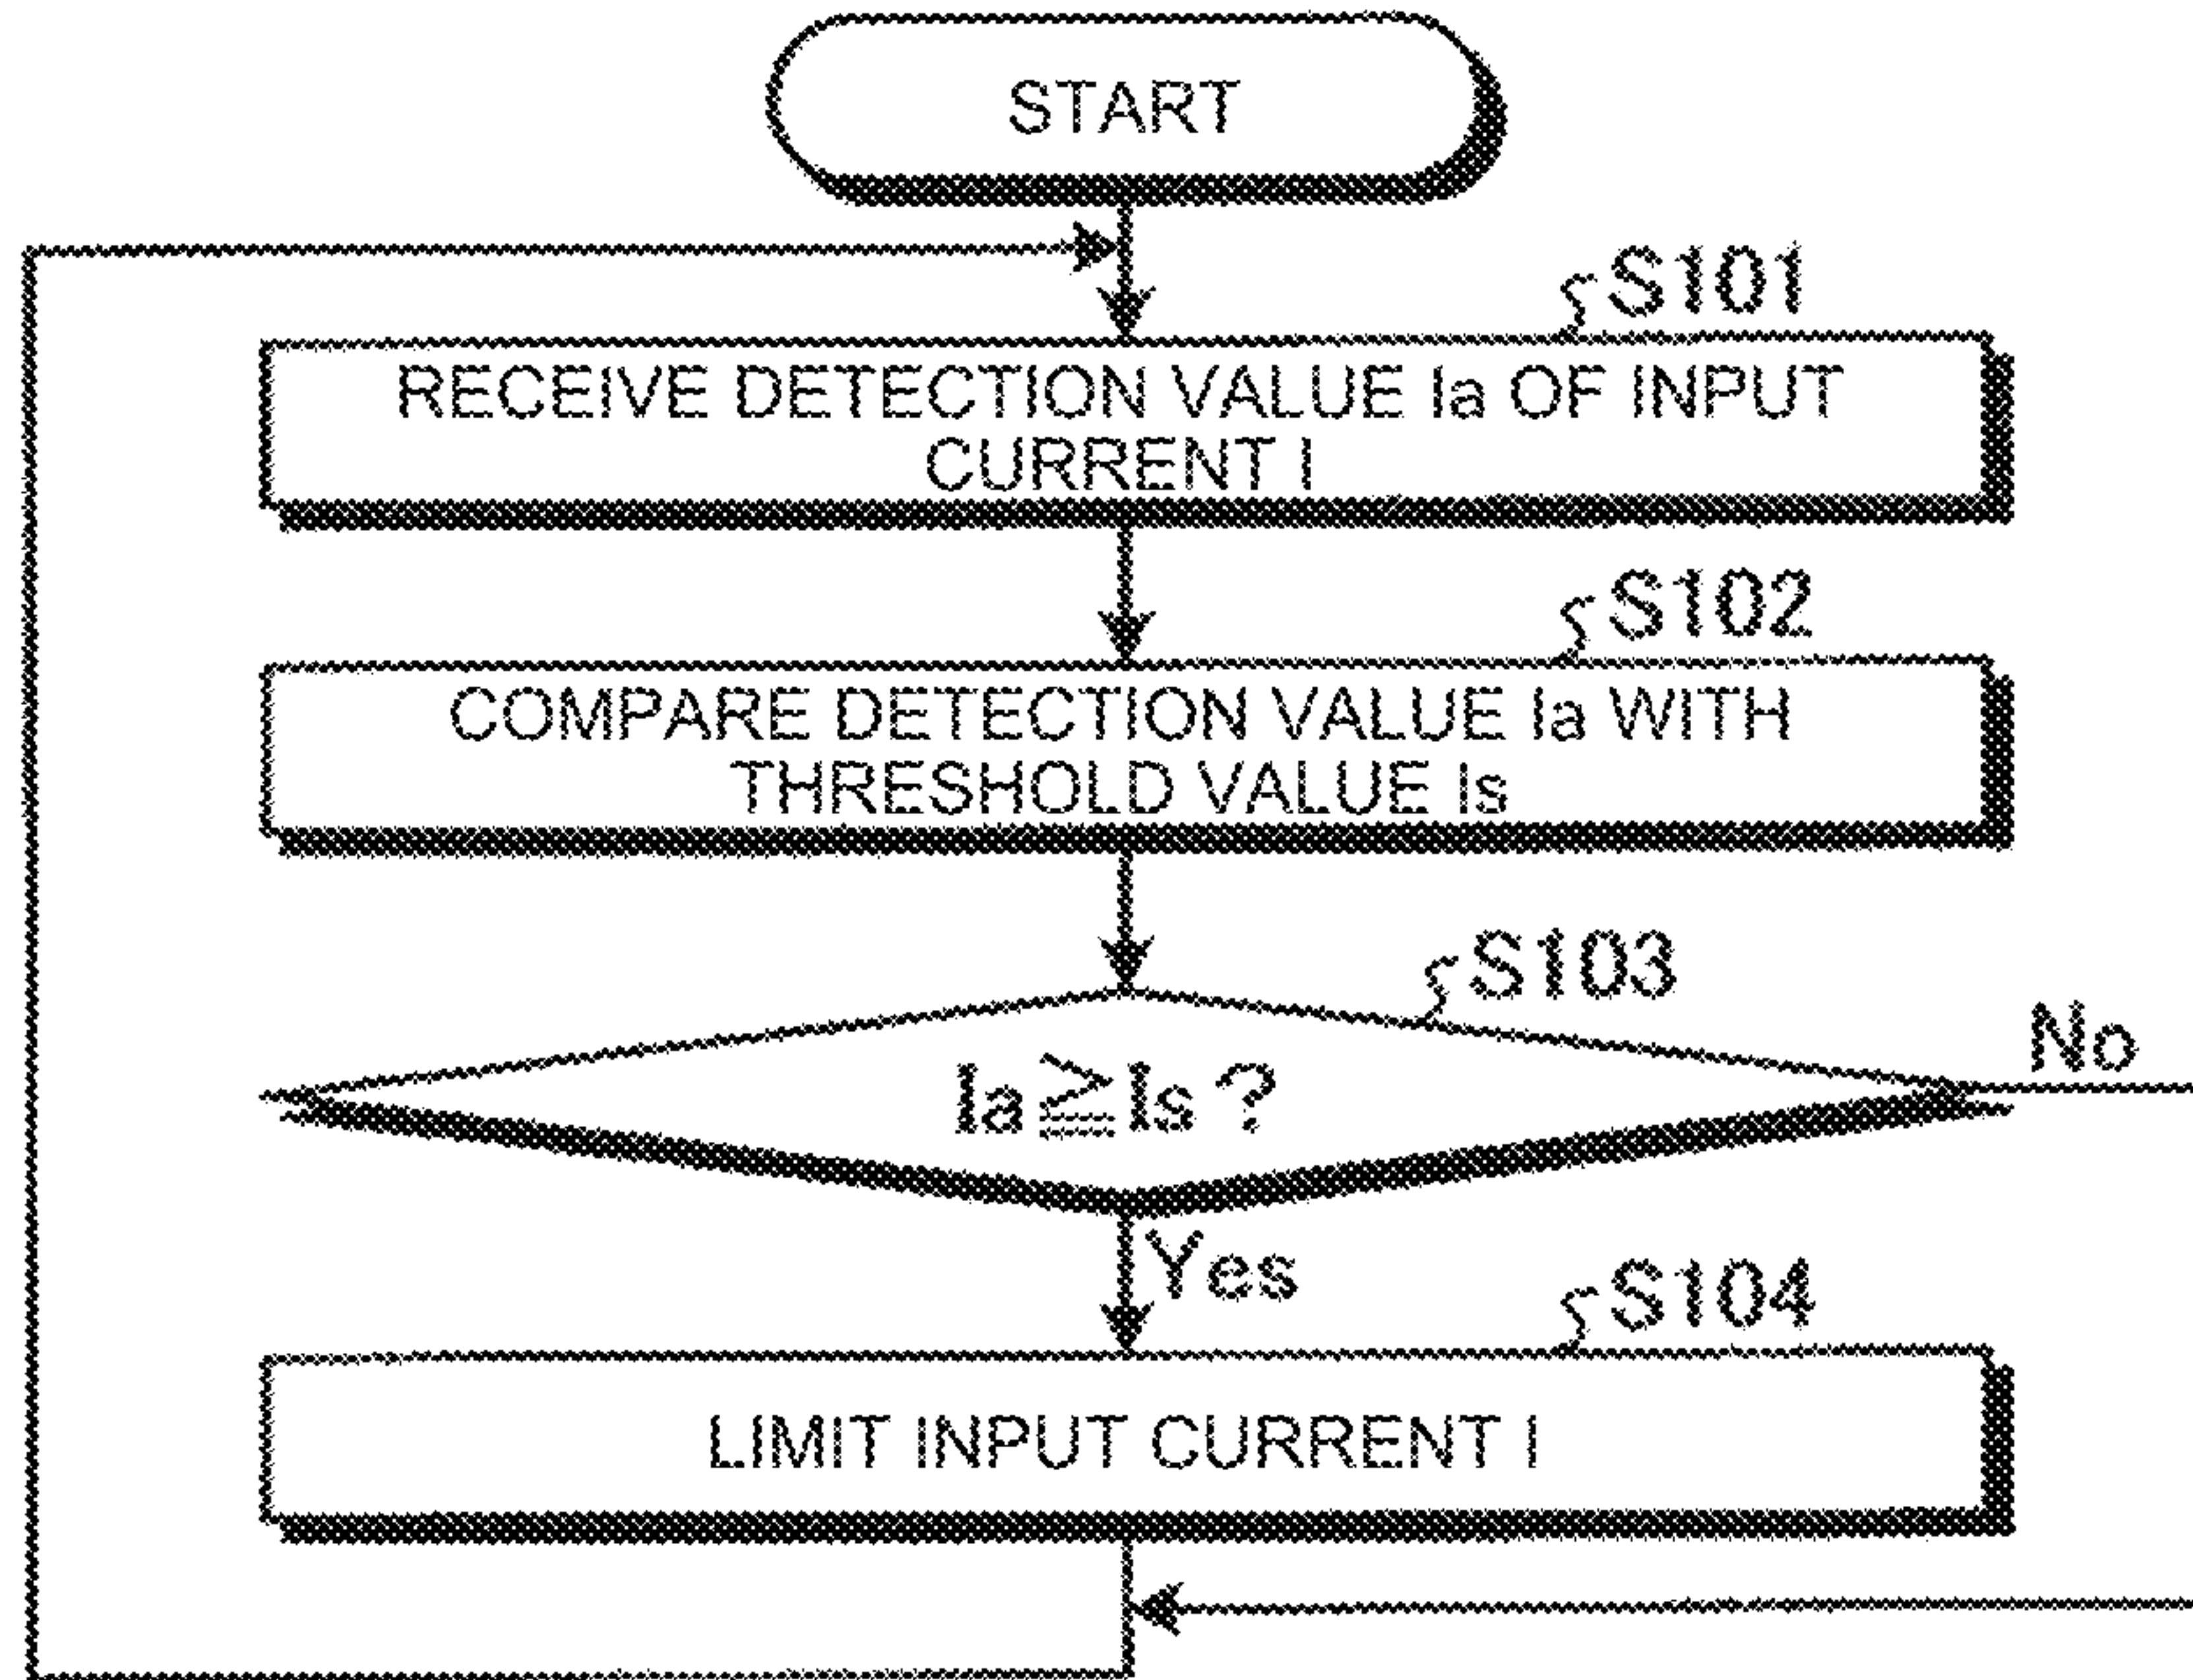 START
S101
RECEIVE DETECTION VALUE Ia OF INPUT
CURRENT I
S102
COMPARE DETECTION VALUE Ia WITH
THRESHOLD VALUE Is
S103
Ia≧Is ?
No
Yes
S104
LIMIT INPUT CURRENT I